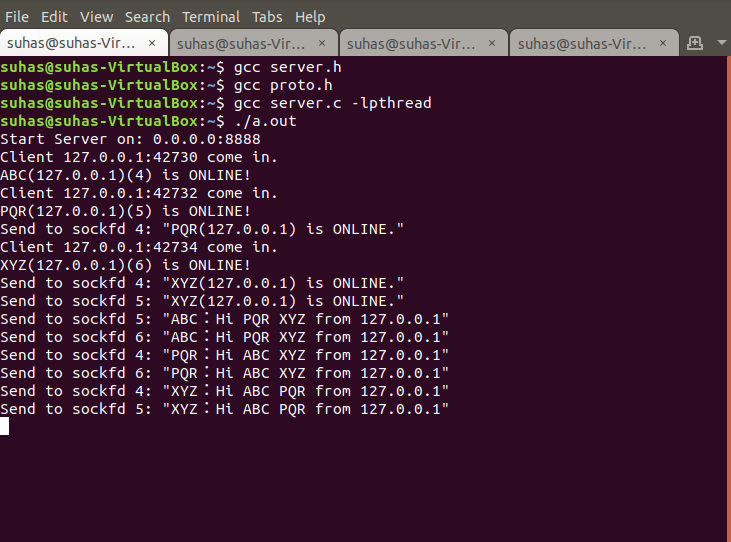 File Edit View Search Terminal Tabs Help
suhas@suhas-Vir... × suhas@suhas-Vir... × suhas@suhas-Vir... × suhas@suhas-Vir... ×
suhas@suhas-VirtualBox:~$ gcc server.h
suhas@suhas-VirtualBox:~$ gcc proto.h
suhas@suhas-VirtualBox:~$ gcc server.c -lpthread
suhas@suhas-VirtualBox:~$ ./a.out
Start Server on: 0.0.0.0:8888
Client 127.0.0.1:42730 come in.
ABC(127.0.0.1)(4) is ONLINE!
Client 127.0.0.1:42732 come in.
PQR(127.0.0.1)(5) is ONLINE!
Send to sockfd 4: "PQR(127.0.0.1) is ONLINE."
Client 127.0.0.1:42734 come in.
XYZ(127.0.0.1)(6) is ONLINE!
Send to sockfd 4: "XYZ(127.0.0.1) is ONLINE."
Send to sockfd 5: "XYZ(127.0.0.1) is ONLINE."
Send to sockfd 5: "ABC：Hi PQR XYZ from 127.0.0.1"
Send to sockfd 6: "ABC：Hi PQR XYZ from 127.0.0.1"
Send to sockfd 4: "PQR：Hi ABC XYZ from 127.0.0.1"
Send to sockfd 6: "PQR：Hi ABC XYZ from 127.0.0.1"
Send to sockfd 4: "XYZ：Hi ABC PQR from 127.0.0.1"
Send to sockfd 5: "XYZ：Hi ABC PQR from 127.0.0.1"